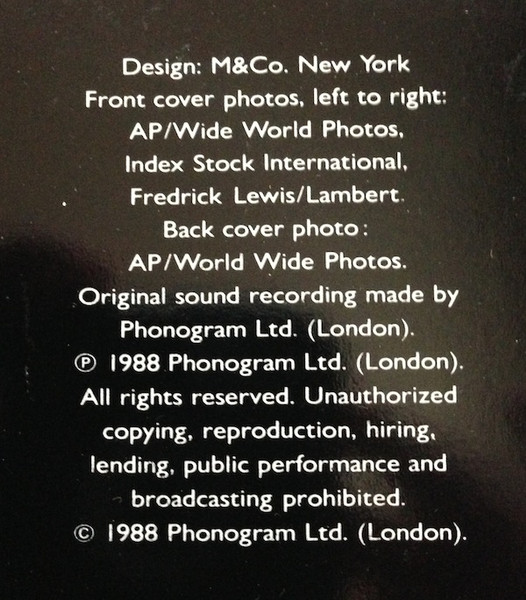 Design: M&Co. New York
Front cover photos, left to right:
AP/Wide World Photos,
Index Stock International,
Fredrick Lewis/Lambert.
Back cover photo:
AP/World Wide Photos.
Original sound recording made by
Phonogram Ltd. (London).
℗ 1988 Phonogram Ltd. (London).
All rights reserved. Unauthorized
copying, reproduction, hiring,
lending, public performance and
broadcasting prohibited.
© 1988 Phonogram Ltd. (London).